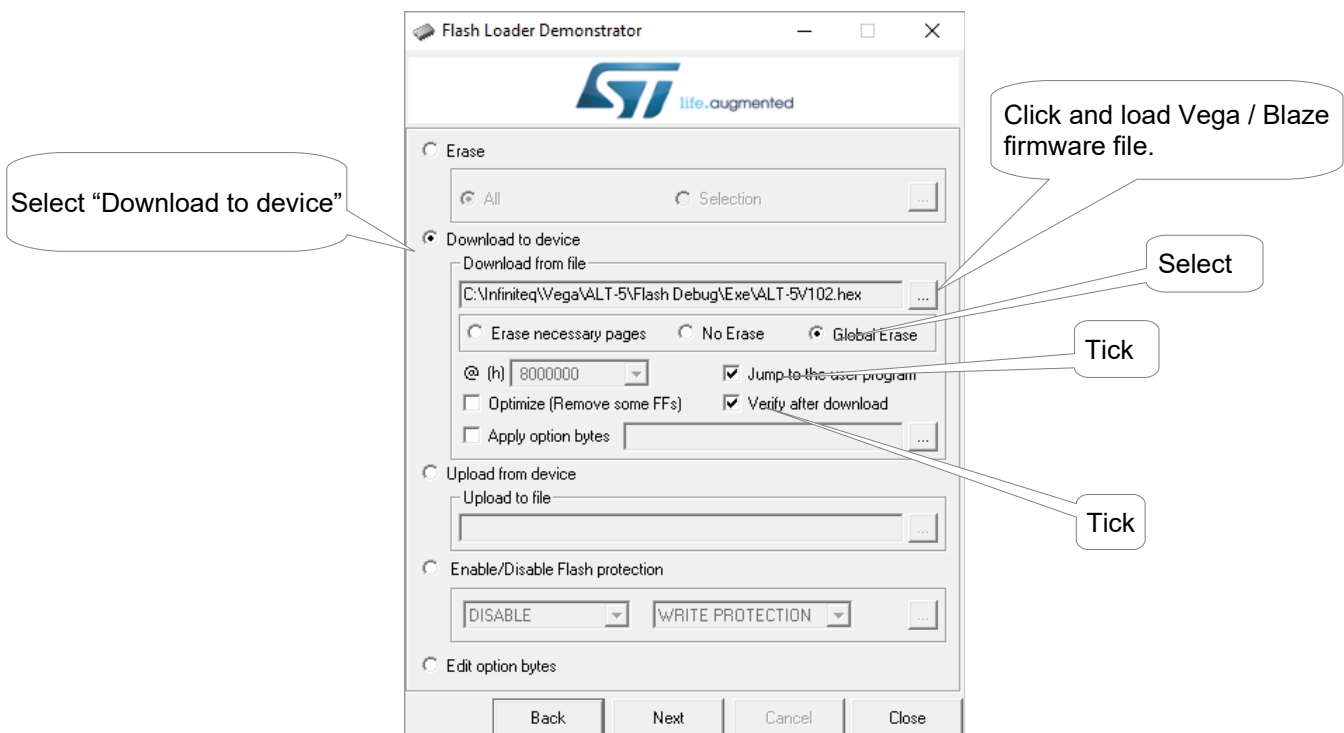 Flash Loader Demonstrator
ST life.augmented
Click and load Vega / Blaze
firmware file.
Erase
All Selection ...
Select “Download to device”
Download to device
Download from file
C:\Infiniteq\Vega\ALT-5\Flash Debug\Exe\ALT-5V102.hex ...
Select
Erase necessary pages No Erase Global Erase
Tick
@ (h) 8000000 Jump to the user program
Optimize (Remove some FFs) Verify after download
Apply option bytes ...
Upload from device
Upload to file
...
Tick
Enable/Disable Flash protection
DISABLE WRITE PROTECTION ...
Edit option bytes
Back Next Cancel Close